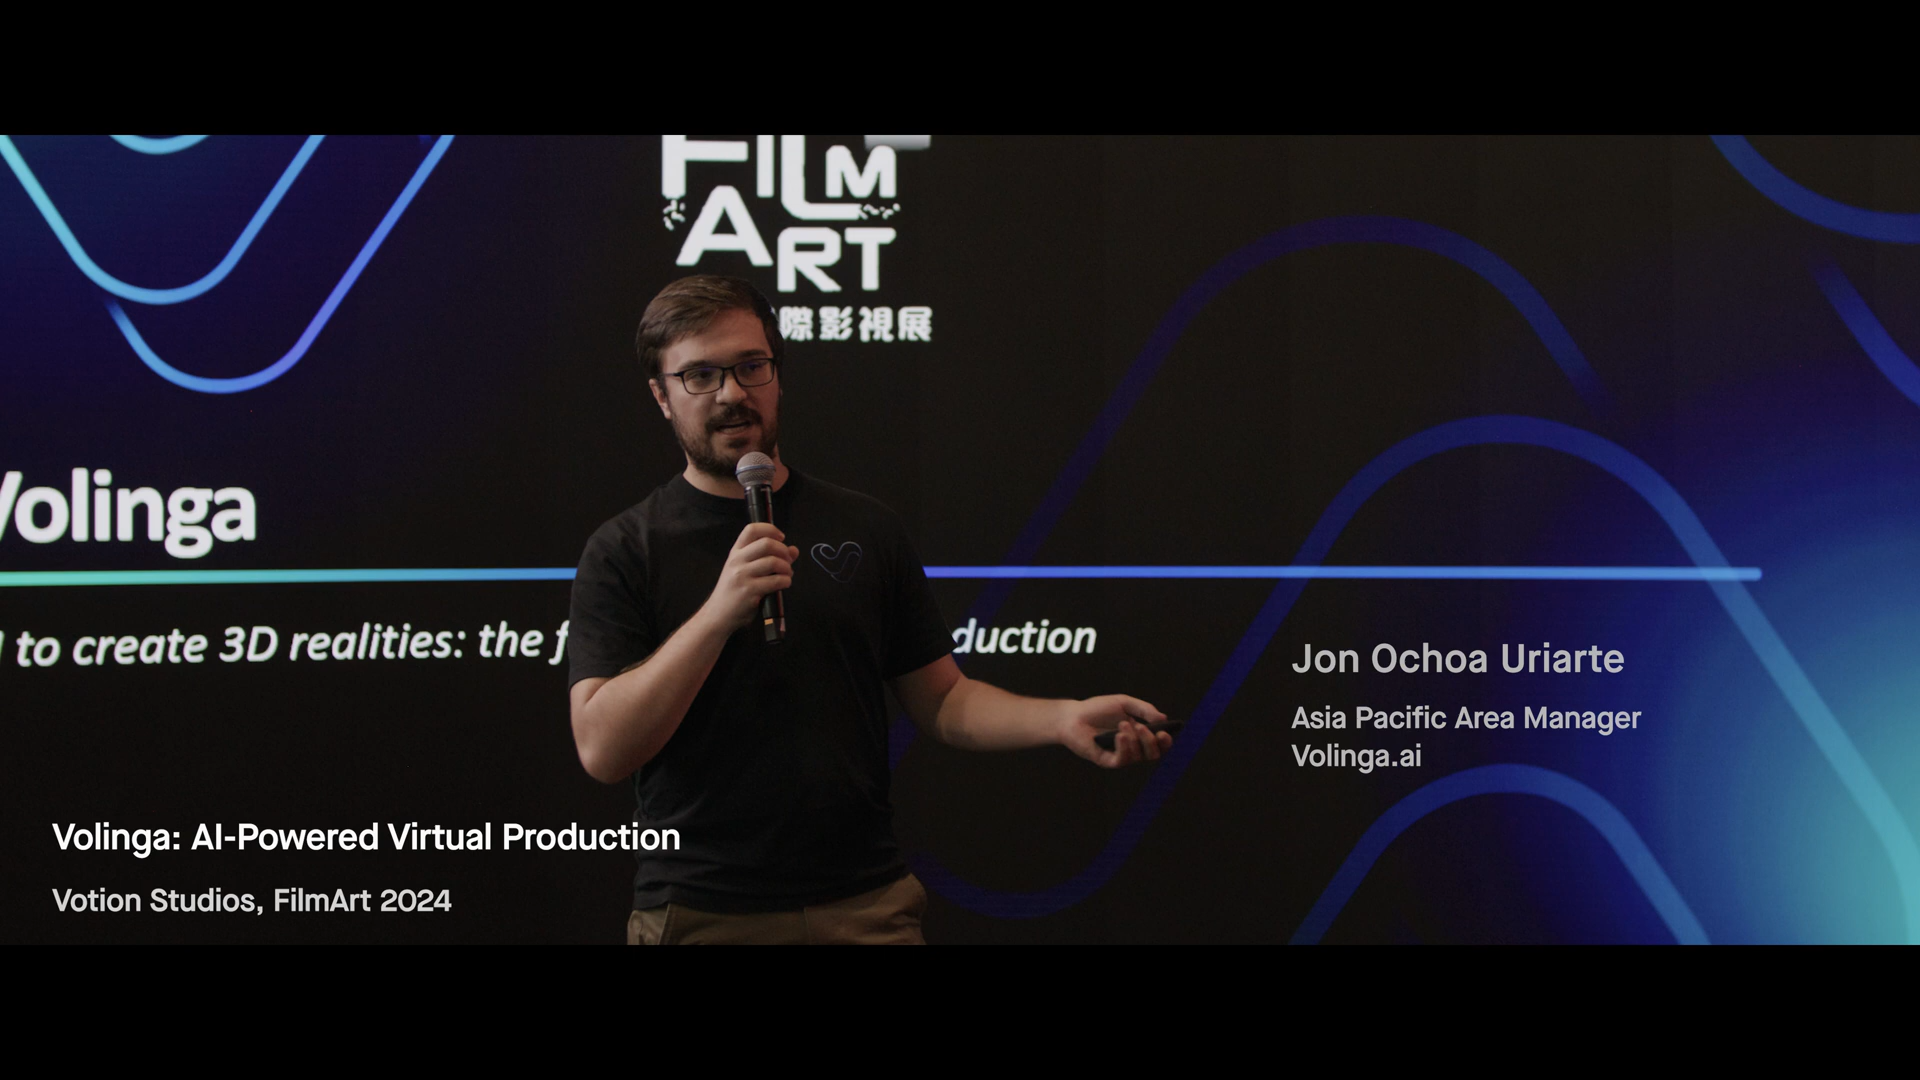 FILM
ART
際影視展
Volinga
to create 3D realities: the f
duction
Jon Ochoa Uriarte
Asia Pacific Area Manager
Volinga.ai
Volinga: AI-Powered Virtual Production
Votion Studios, FilmArt 2024